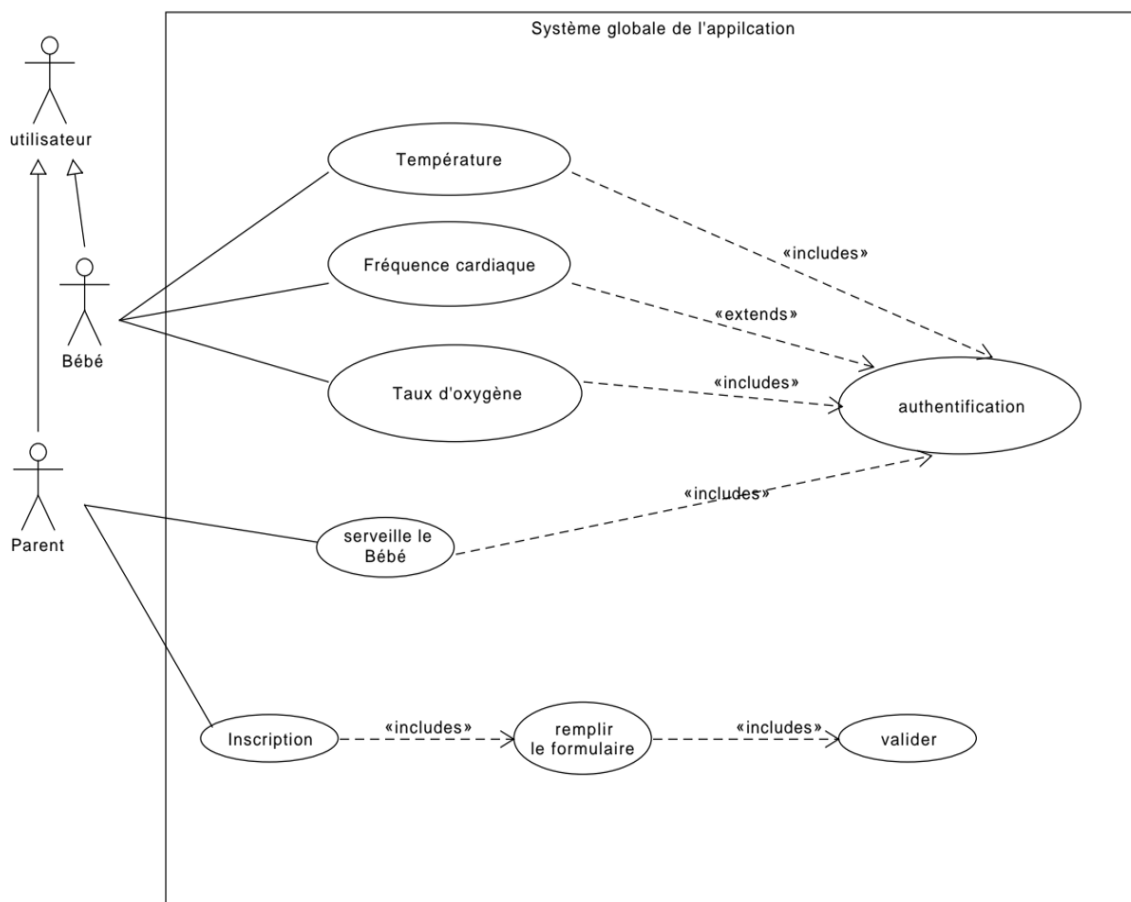 Système globale de l'appilcation
utilisateur
Température
«includes»
Fréquence cardiaque
«extends»
Bébé
Taux d'oxygène
«includes»
authentification
«includes»
Parent
serveille le
Bébé
Inscription
«includes»
remplir
le formulaire
«includes»
valider